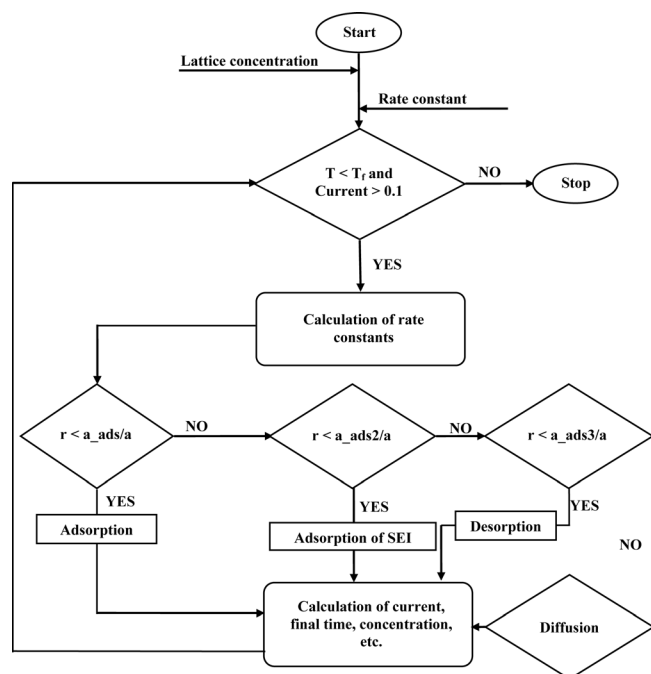 Start
Lattice concentration
Rate constant
T < Tf and
Current > 0.1
NO
Stop
YES
Calculation of rate
constants
r < a_ads/a
NO
r < a_ads2/a
NO
r < a_ads3/a
YES
YES
YES
Adsorption
Adsorption of SEI
Desorption
NO
Calculation of current,
final time, concentration,
etc.
Diffusion